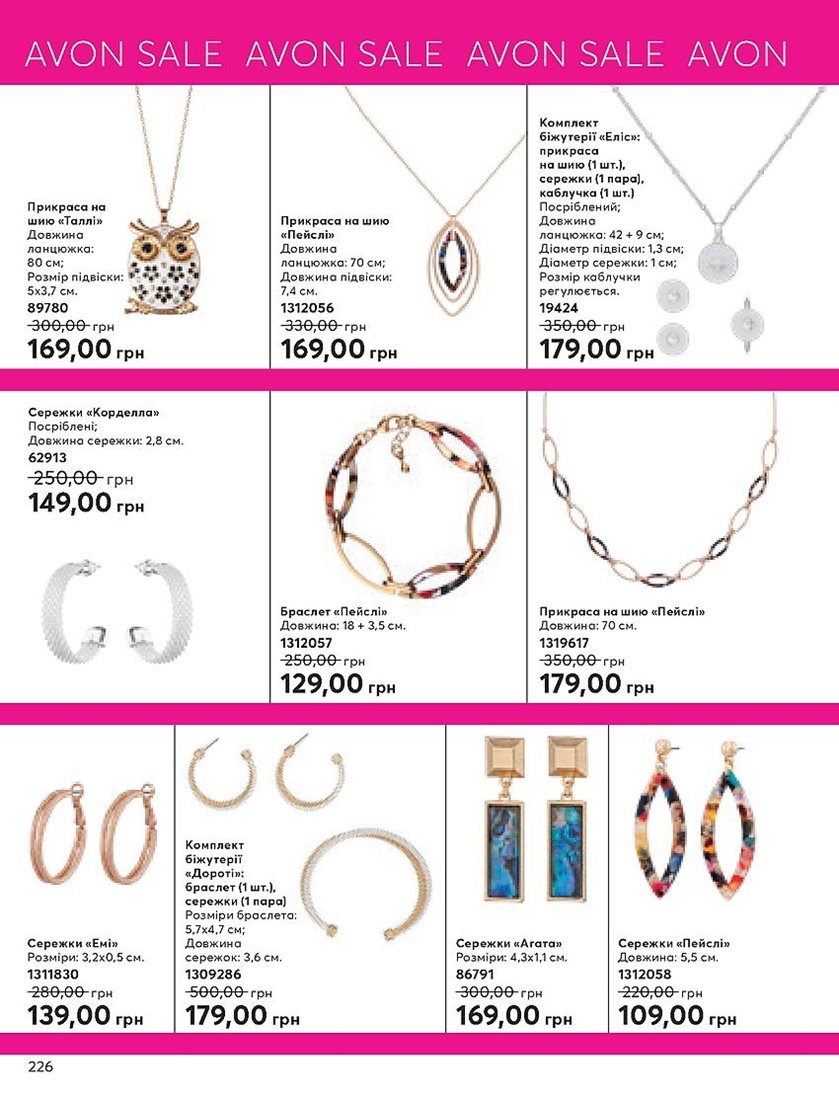 AVON SALE AVON SALE AVON SALE AVON
Прикраса на
шию «Таллі»
Довжина
ланцюжка:
80 см;
Розмір підвіски:
5х3,7 см.
89780
300,00 грн
169,00 грн
Прикраса на шию
«Пейслі»
Довжина
ланцюжка: 70 см;
Довжина підвіски:
7,4 см.
1312056
330,00 грн
169,00 грн
Комплект
біжутерії «Еліс»:
прикраса
на шию (1 шт.),
сережки (1 пара),
каблучка (1 шт.)
Посріблений;
Довжина
ланцюжка: 42 + 9 см;
Діаметр підвіски: 1,3 см;
Діаметр сережки: 1 см;
Розмір каблучки
регулюється.
19424
350,00 грн
179,00 грн
Сережки «Корделла»
Посріблені;
Довжина сережки: 2,8 см.
62913
250,00 грн
149,00 грн
Браслет «Пейслі»
Довжина: 18 + 3,5 см.
1312057
250,00 грн
129,00 грн
Прикраса на шию «Пейслі»
Довжина: 70 см.
1319617
350,00 грн
179,00 грн
Сережки «Емі»
Розміри: 3,2х0,5 см.
1311830
280,00 грн
139,00 грн
Комплект
біжутерії
«Дороті»:
браслет (1 шт.),
сережки (1 пара)
Розміри браслета:
5,7х4,7 см;
Довжина
сережок: 3,6 см.
1309286
500,00 грн
179,00 грн
Сережки «Агата»
Розміри: 4,3х1,1 см.
86791
300,00 грн
169,00 грн
Сережки «Пейслі»
Довжина: 5,5 см.
1312058
220,00 грн
109,00 грн
226